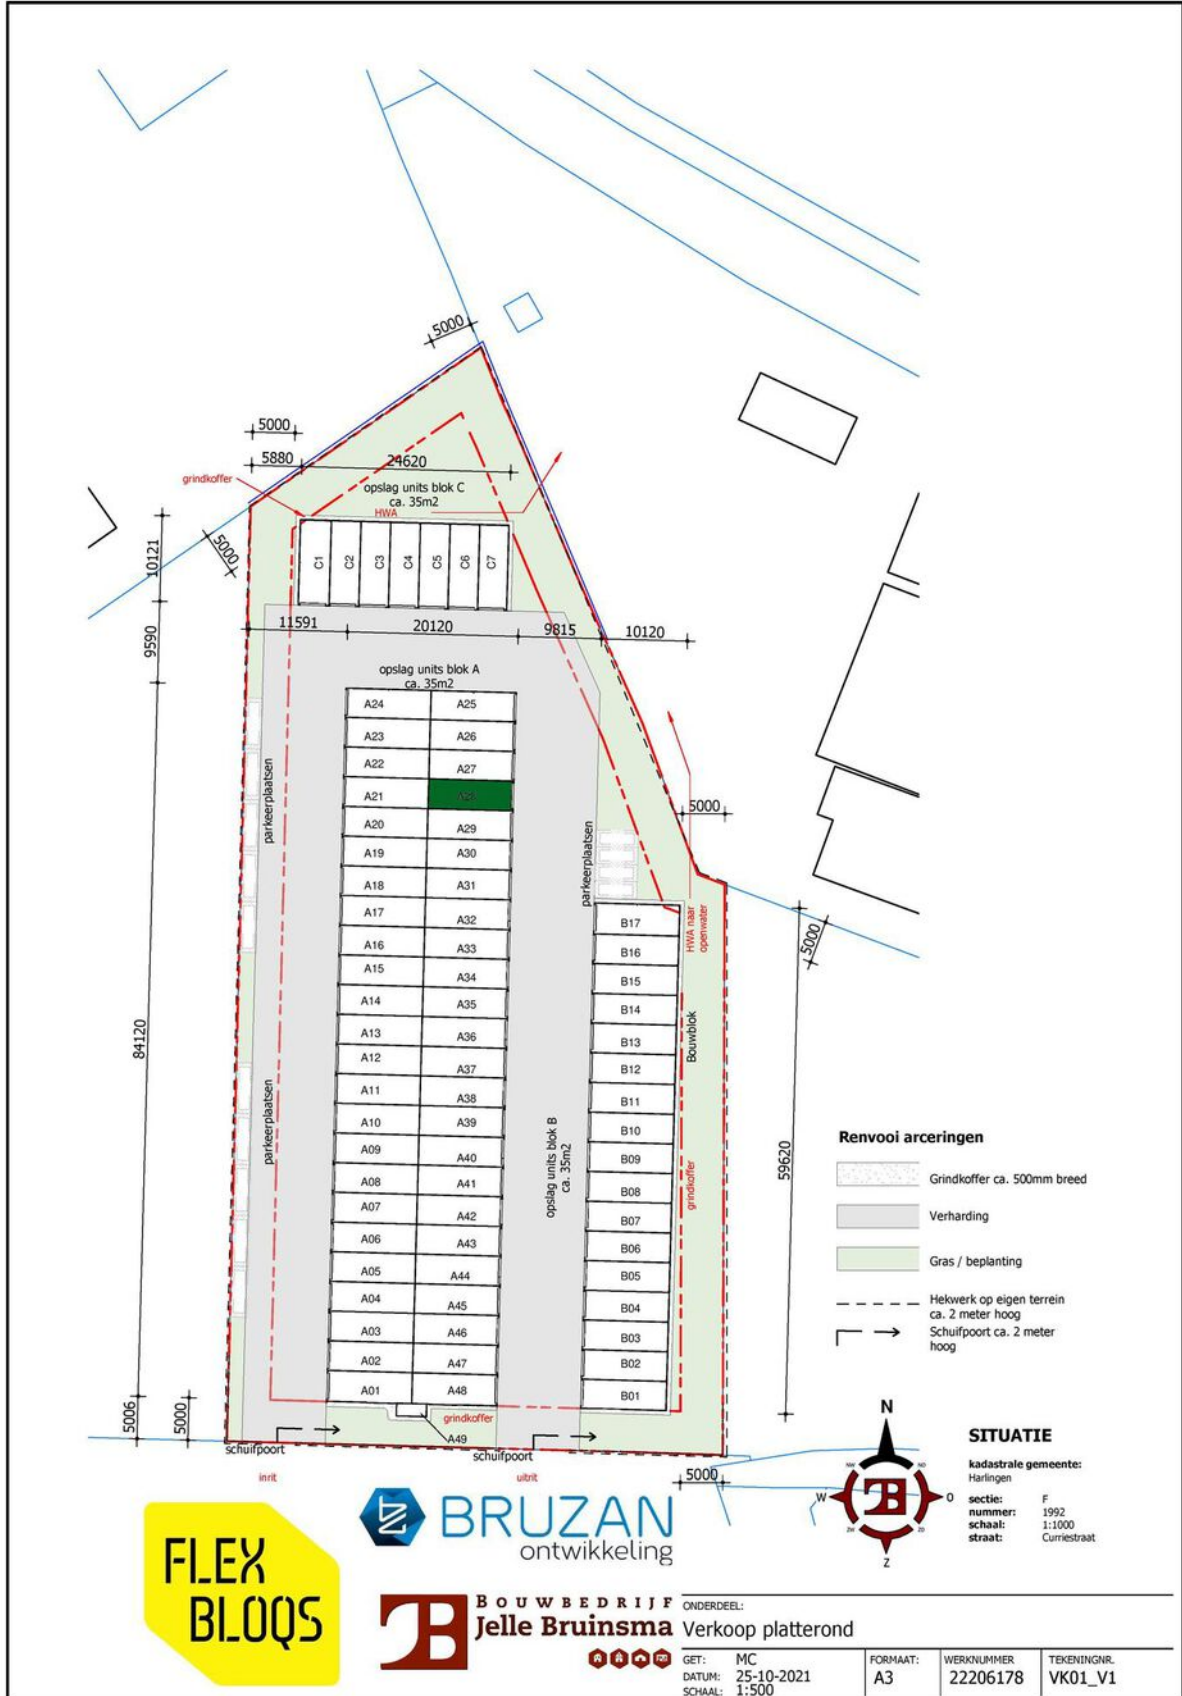 5000
5000
5880
24620
grindkoffer
opslag units blok C
ca. 35m2
HWA
10121
5000
C1
C2
C3
C4
C5
C6
C7
9590
11591
20120
9815
10120
opslag units blok A
ca. 35m2
A24
A25
A23
A26
A22
A27
A21
A20
A29
A19
A30
A18
A31
A17
A32
A16
A33
A15
A34
A14
A35
A13
A36
A12
A37
A11
A38
A10
A39
A09
A40
A08
A41
A07
A42
A06
A43
A05
A44
A04
A45
A03
A46
A02
A47
A01
A48
A49
parkeerplaatsen
parkeerplaatsen
parkeerplaatsen
5000
5000
HWA naar
openwater
B17
B16
B15
B14
B13
B12
B11
B10
B09
B08
B07
B06
B05
B04
B03
B02
B01
Bouwblok
grindkoffer
opslag units blok B
ca. 35m2
84120
59620
5006
5000
grindkoffer
schuifpoort
schuifpoort
inrit
uitrit
5000
Renvooi arceringen
Grindkoffer ca. 500mm breed
Verharding
Gras / beplanting
Hekwerk op eigen terrein
ca. 2 meter hoog
Schuifpoort ca. 2 meter
hoog
N
NW
NO
W
O
ZW
ZO
Z
SITUATIE
kadastrale gemeente:
Harlingen
sectie: F
nummer: 1992
schaal: 1:1000
straat: Curriestraat
FLEX
BLOQS
BRUZAN
ontwikkeling
BOUWBEDRIJF
Jelle Bruinsma
ONDERDEEL:
Verkoop platterond
GET: MC
DATUM: 25-10-2021
SCHAAL: 1:500
FORMAAT:
A3
WERKNUMMER
22206178
TEKENINGNR.
VK01_V1